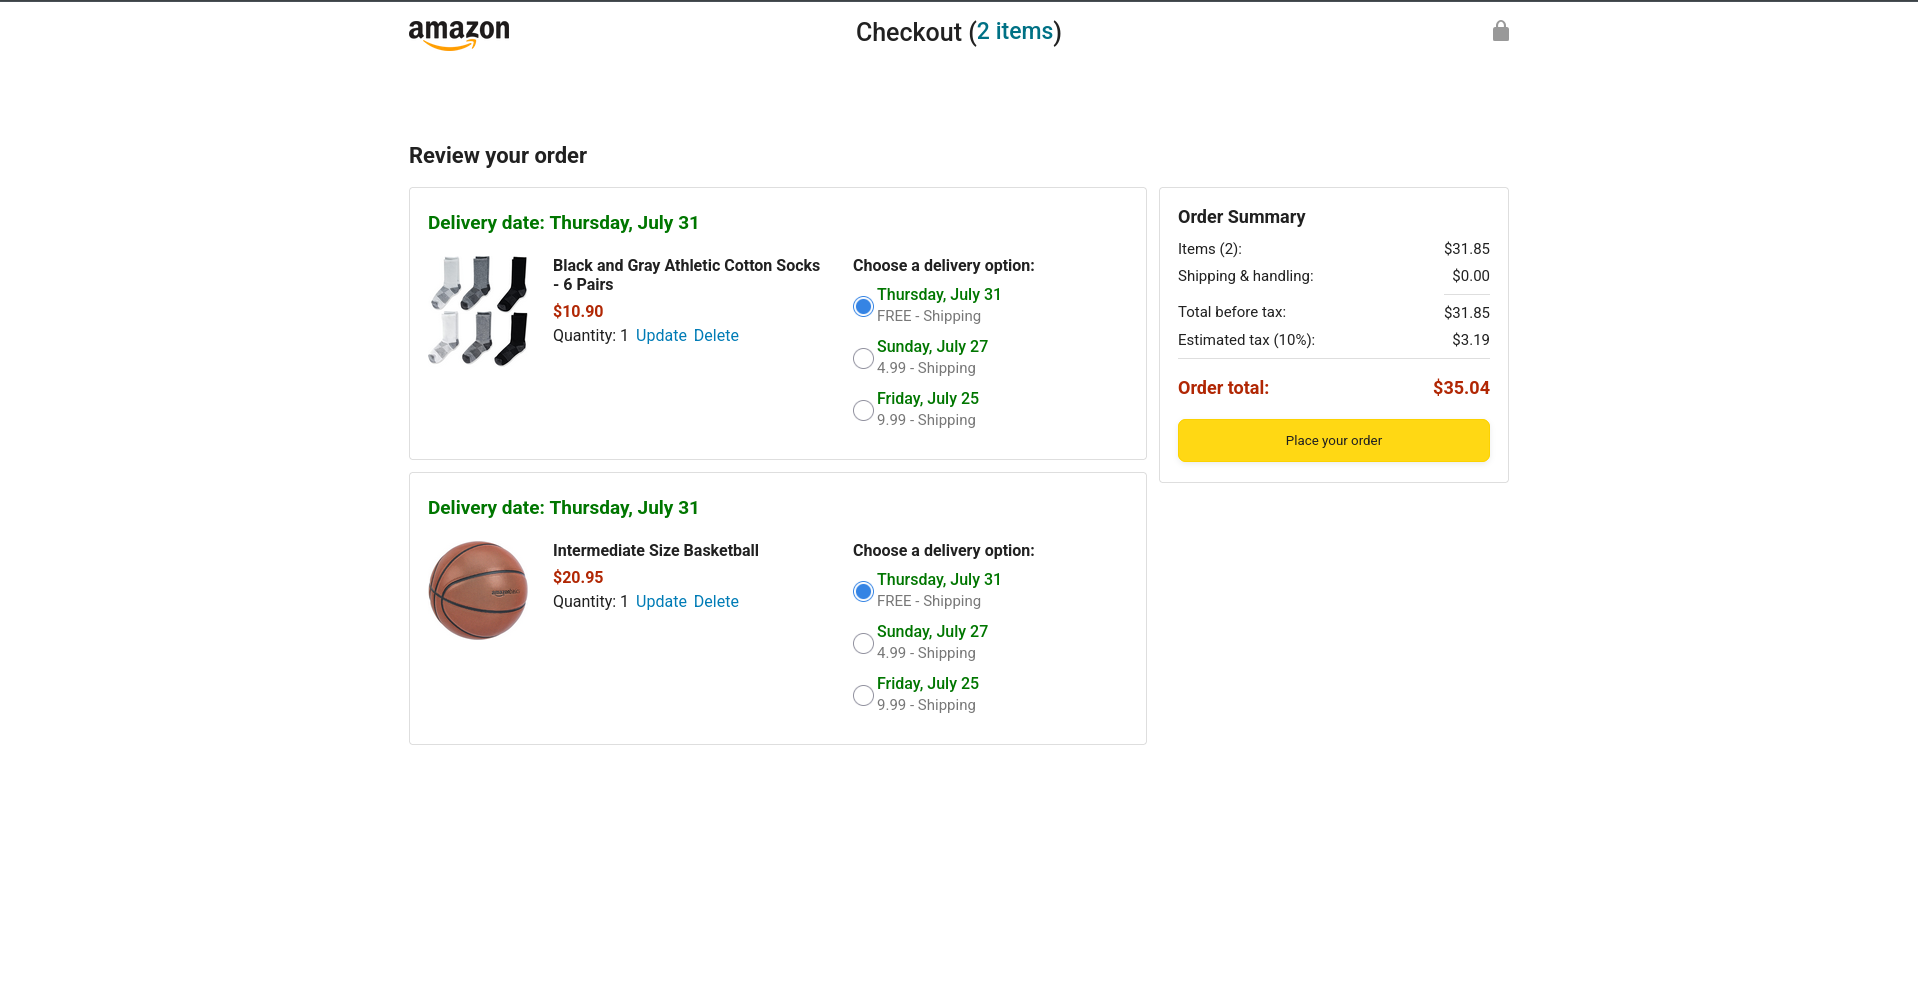 amazon
Checkout (2 items)
Review your order
Delivery date: Thursday, July 31
Black and Gray Athletic Cotton Socks
- 6 Pairs
$10.90
Quantity: 1 Update Delete
Choose a delivery option:
Thursday, July 31
FREE - Shipping
Sunday, July 27
4.99 - Shipping
Friday, July 25
9.99 - Shipping
Delivery date: Thursday, July 31
Intermediate Size Basketball
$20.95
Quantity: 1 Update Delete
Choose a delivery option:
Thursday, July 31
FREE - Shipping
Sunday, July 27
4.99 - Shipping
Friday, July 25
9.99 - Shipping
Order Summary
Items (2): $31.85
Shipping & handling: $0.00
Total before tax: $31.85
Estimated tax (10%): $3.19
Order total: $35.04
Place your order